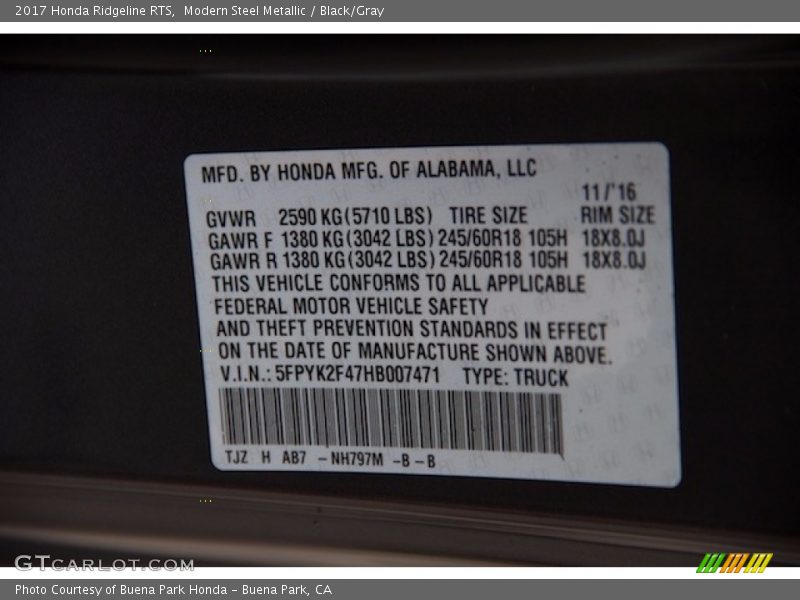 2017 Honda Ridgeline RTS,  Modern Steel Metallic / Black/Gray
MFD. BY HONDA MFG. OF ALABAMA, LLC
11/'16
GVWR 2590 KG(5710 LBS) TIRE SIZE RIM SIZE
GAWR F 1380 KG(3042 LBS) 245/60R18 105H 18X8.0J
GAWR R 1380 KG(3042 LBS) 245/60R18 105H 18X8.0J
THIS VEHICLE CONFORMS TO ALL APPLICABLE
FEDERAL MOTOR VEHICLE SAFETY
AND THEFT PREVENTION STANDARDS IN EFFECT
ON THE DATE OF MANUFACTURE SHOWN ABOVE.
V.I.N.: 5FPYK2F47HB007471 TYPE: TRUCK
TJZ H AB7 -NH797M -B-B
GTCARLOT.COM
Photo Courtesy of Buena Park Honda - Buena Park, CA